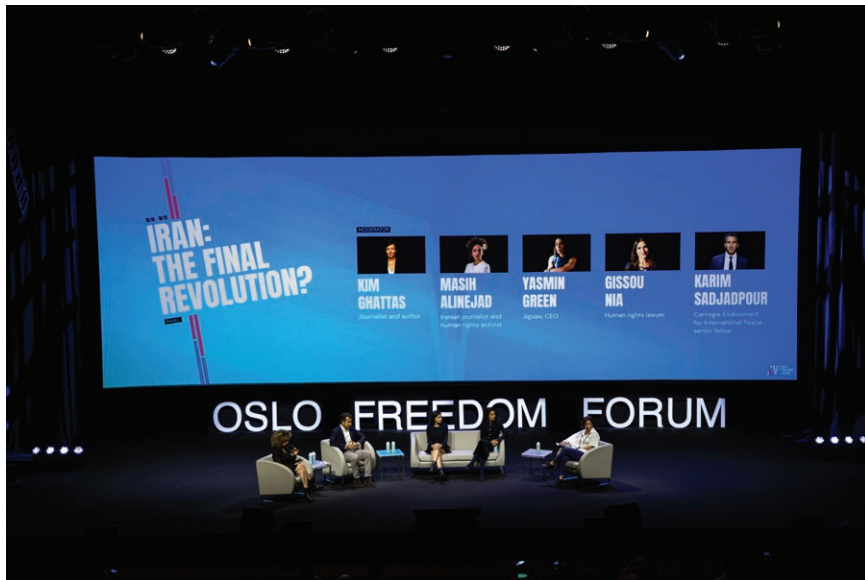 IRAN:
THE FINAL
REVOLUTION?
PANEL
MODERATOR
KIM
GHATTAS
Journalist and author
MASIH
ALINEJAD
Iranian journalist and
human rights activist
YASMIN
GREEN
Jigsaw, CEO
GISSOU
NIA
Human rights lawyer
KARIM
SADJADPOUR
Carnegie Endowment
for International Peace
senior fellow
OSLO FREEDOM FORUM